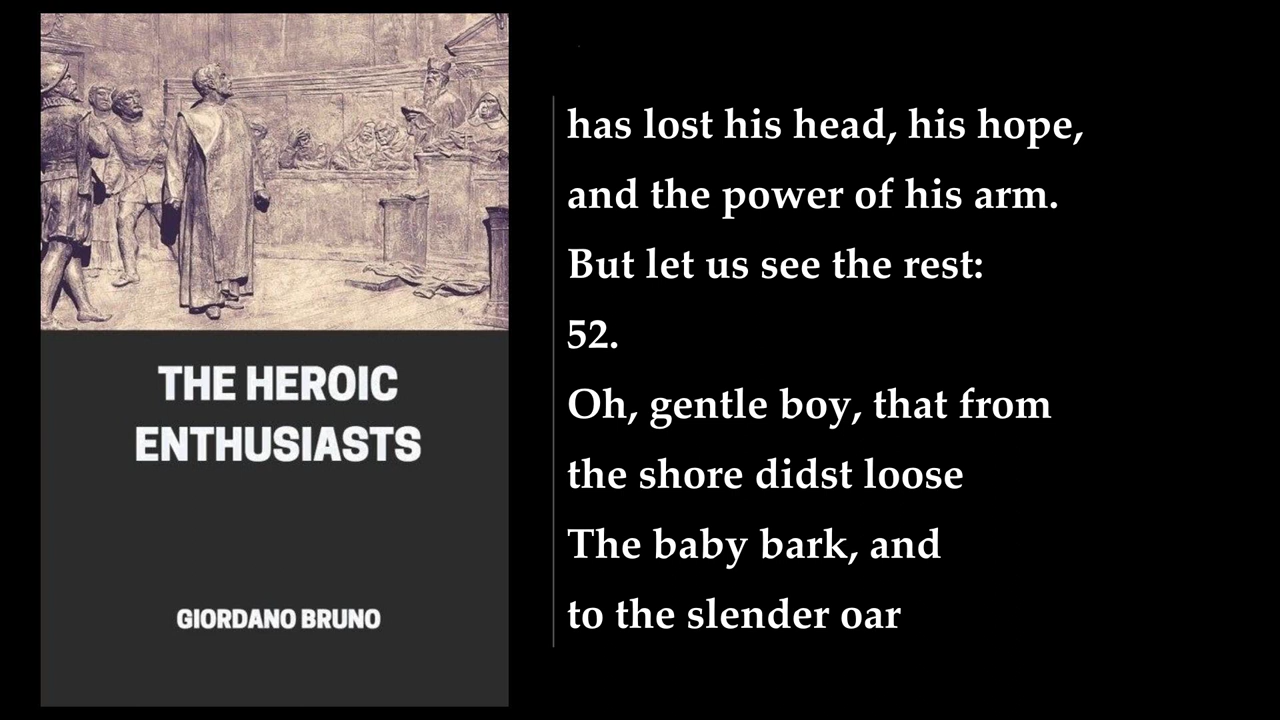 THE HEROIC
ENTHUSIASTS
GIORDANO BRUNO
has lost his head, his hope,
and the power of his arm.
But let us see the rest:
52.
Oh, gentle boy, that from
the shore didst loose
The baby bark, and
to the slender oar